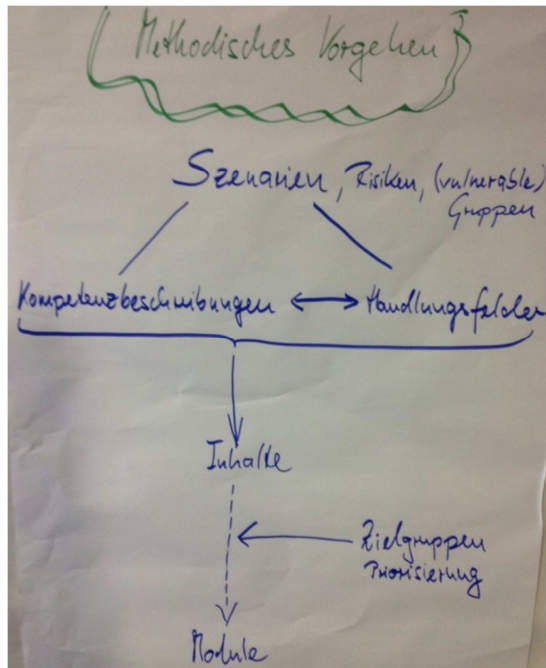 Methodisches Vorgehen
Szenarien, Risiken, (vulnerable)
Gruppen
Kompetenzbeschreibungen ↔ Handlungsfelder
Inhalte
Zielgruppen
Priorisierung
Module